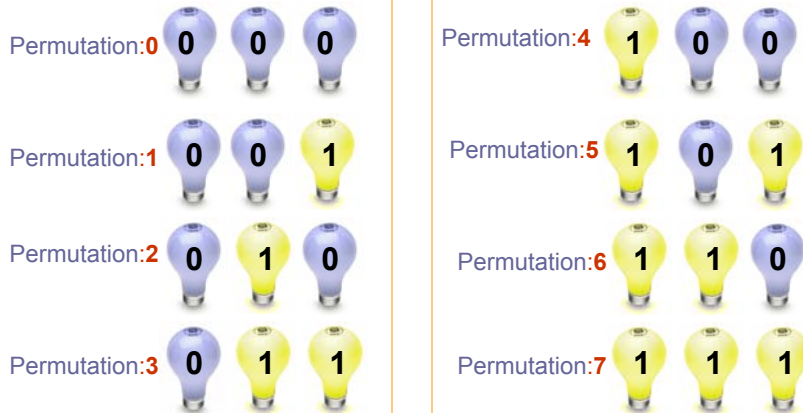 Permutation:0 0 0 0
Permutation:1 0 0 1
Permutation:2 0 1 0
Permutation:3 0 1 1
Permutation:4 1 0 0
Permutation:5 1 0 1
Permutation:6 1 1 0
Permutation:7 1 1 1